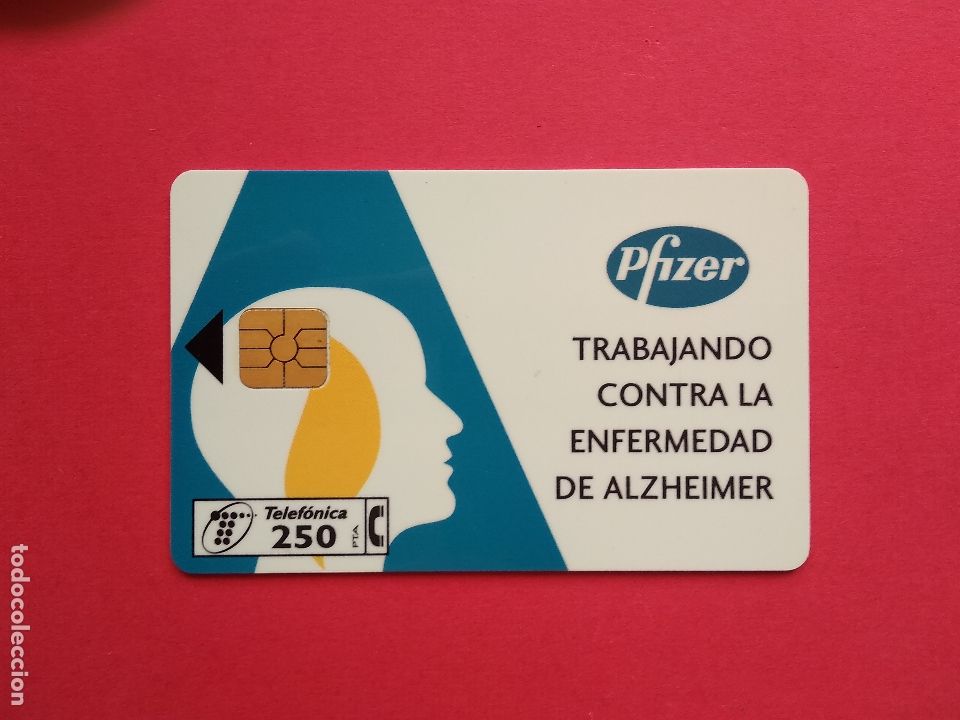 Pfizer
TRABAJANDO
CONTRA LA
ENFERMEDAD
DE ALZHEIMER
Telefónica
250 PTA
todocoleccion